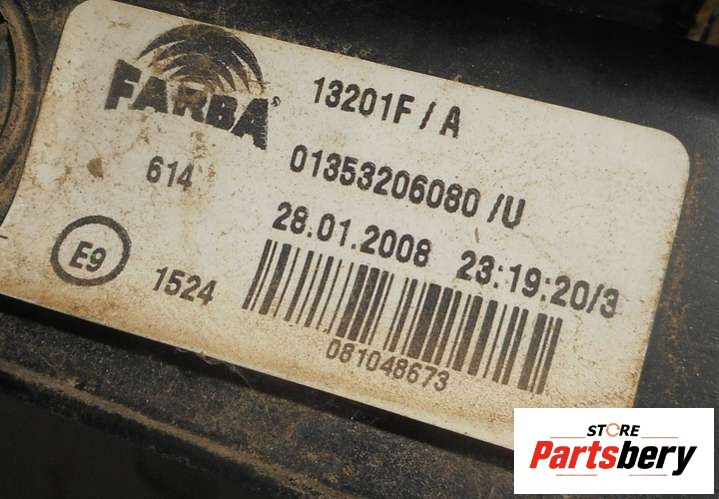 FARBA
13201F / A
614
01353206080 /U
28.01.2008 23:19:20/3
E9
1524
081048673
STORE
Partsbery